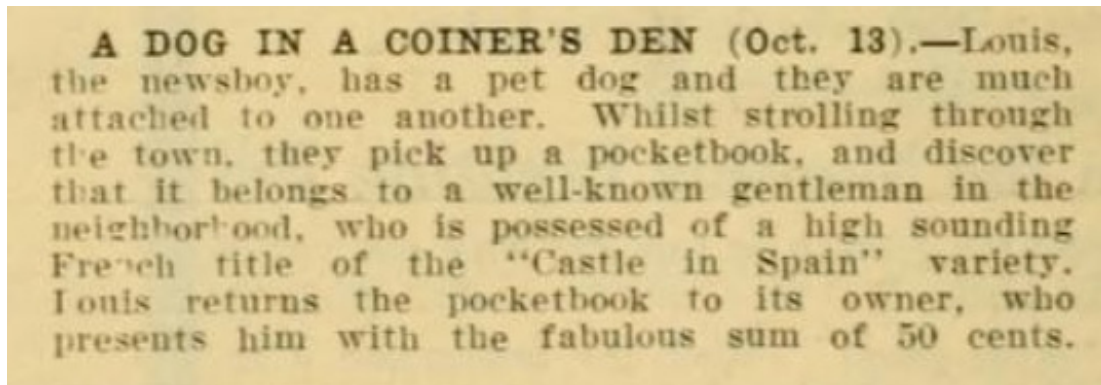 A DOG IN A COINER'S DEN (Oct. 13).—Louis,
the newsboy, has a pet dog and they are much
attached to one another. Whilst strolling through
the town, they pick up a pocketbook, and discover
that it belongs to a well-known gentleman in the
neighborhood, who is possessed of a high sounding
French title of the "Castle in Spain" variety.
Louis returns the pocketbook to its owner, who
presents him with the fabulous sum of 50 cents.